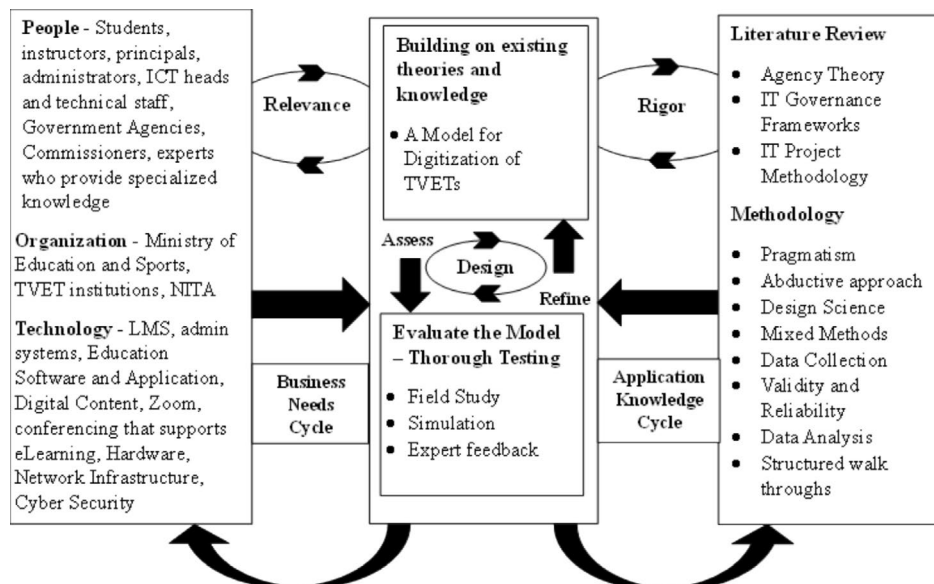 People - Students,
instructors, principals,
administrators, ICT heads
and technical staff,
Government Agencies,
Commissioners, experts
who provide specialized
knowledge
Organization - Ministry of
Education and Sports,
TVET institutions, NITA
Technology - LMS, admin
systems, Education
Software and Application,
Digital Content, Zoom,
conferencing that supports
eLearning, Hardware,
Network Infrastructure,
Cyber Security
Relevance
Business
Needs
Cycle
Building on existing
theories and
knowledge
• A Model for
Digitization of
TVETs
Assess
Design
Refine
Evaluate the Model
– Thorough Testing
• Field Study
• Simulation
• Expert feedback
Rigor
Application
Knowledge
Cycle
Literature Review
• Agency Theory
• IT Governance
Frameworks
• IT Project
Methodology
Methodology
• Pragmatism
• Abductive approach
• Design Science
• Mixed Methods
• Data Collection
• Validity and
Reliability
• Data Analysis
• Structured walk
throughs